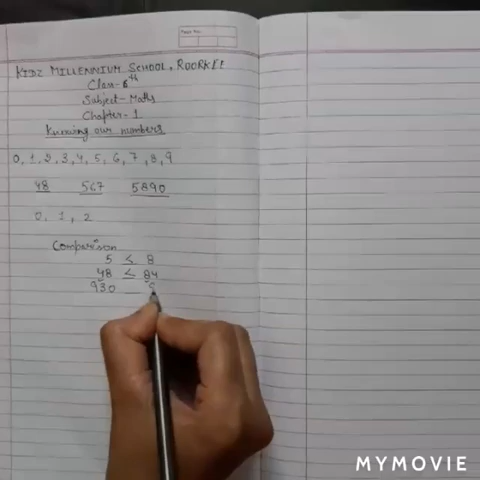 KIDZ MILLENNIUM SCHOOL, ROORKEE
Class-6th
Subject-Maths
Chapter-1
Knowing our numbers
0, 1, 2, 3, 4, 5, 6, 7, 8, 9
48 567 5890
0, 1, 2
Comparison
5 < 8
48 < 84
930
MYMOVIE